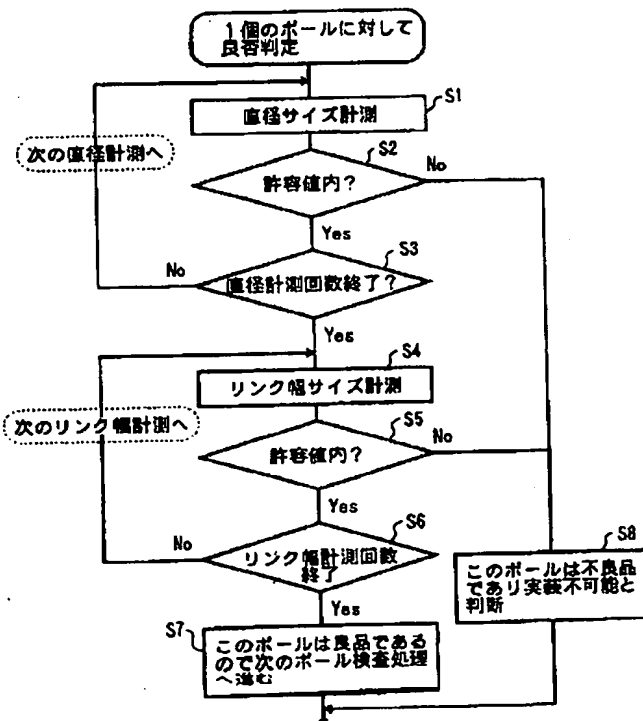 1個のボールに対して
良否判定
S1
直径サイズ計測
次の直径計測へ
S2
許容値内？
No
Yes
S3
直径計測回数終了？
No
Yes
S4
リンク幅サイズ計測
次のリンク幅計測へ
S5
許容値内？
No
Yes
S6
リンク幅計測回数
終了
No
Yes
S8
このボールは不良品
であり実装不可能と
判断
S7
このボールは良品である
ので次のボール検査処理
へ進む